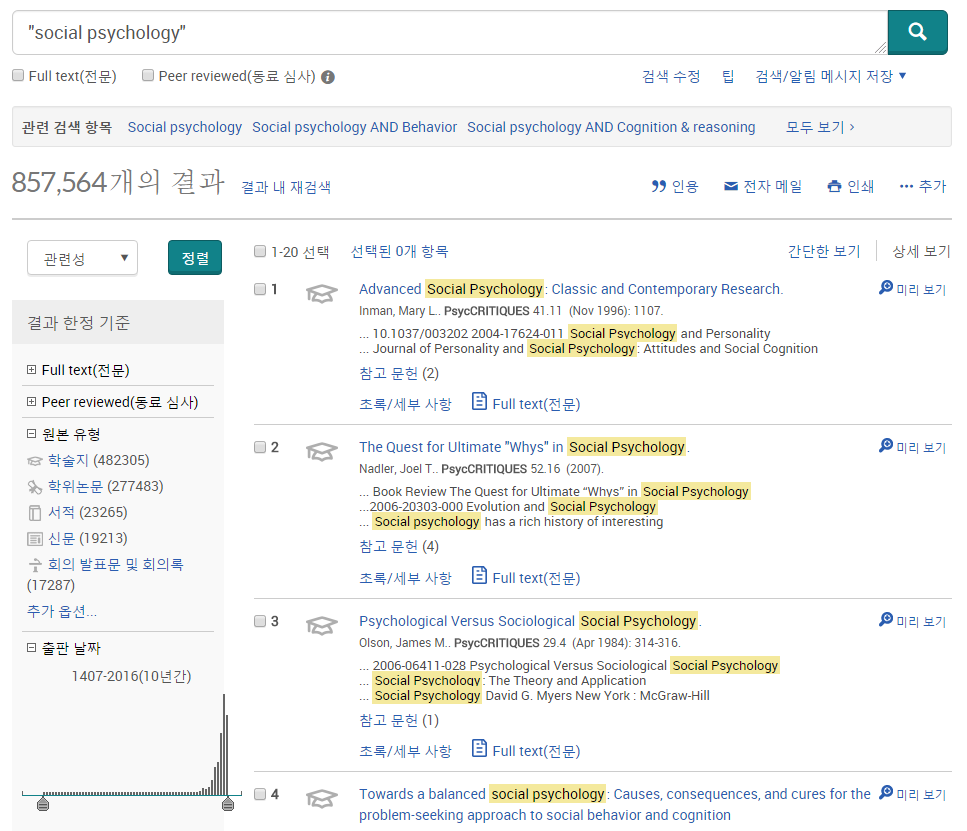 "social psychology"
Full text(전문) Peer reviewed(동료 심사) i 검색 수정 팁 검색/알림 메시지 저장 ▼
관련 검색 항목 Social psychology Social psychology AND Behavior Social psychology AND Cognition & reasoning 모두 보기 ›
857,564개의 결과 결과 내 재검색 인용 전자 메일 인쇄 ••• 추가
관련성 ▼ 정렬
결과 한정 기준
Full text(전문)
Peer reviewed(동료 심사)
원본 유형
학술지 (482305)
학위논문 (277483)
서적 (23265)
신문 (19213)
회의 발표문 및 회의록
(17287)
추가 옵션...
출판 날짜
1407-2016(10년간)
1-20 선택 선택된 0개 항목 간단한 보기 상세 보기
1 Advanced Social Psychology: Classic and Contemporary Research. 미리 보기
Inman, Mary L.. PsycCRITIQUES 41.11 (Nov 1996): 1107.
... 10.1037/003202 2004-17624-011 Social Psychology and Personality
... Journal of Personality and Social Psychology: Attitudes and Social Cognition
참고 문헌 (2)
초록/세부 사항 Full text(전문)
2 The Quest for Ultimate "Whys" in Social Psychology. 미리 보기
Nadler, Joel T.. PsycCRITIQUES 52.16 (2007).
... Book Review The Quest for Ultimate “Whys” in Social Psychology
...2006-20303-000 Evolution and Social Psychology
... Social psychology has a rich history of interesting
참고 문헌 (4)
초록/세부 사항 Full text(전문)
3 Psychological Versus Sociological Social Psychology. 미리 보기
Olson, James M.. PsycCRITIQUES 29.4 (Apr 1984): 314-316.
... 2006-06411-028 Psychological Versus Sociological Social Psychology
... Social Psychology: The Theory and Application
... Social Psychology David G. Myers New York : McGraw-Hill
참고 문헌 (1)
초록/세부 사항 Full text(전문)
4 Towards a balanced social psychology: Causes, consequences, and cures for the 미리 보기
problem-seeking approach to social behavior and cognition